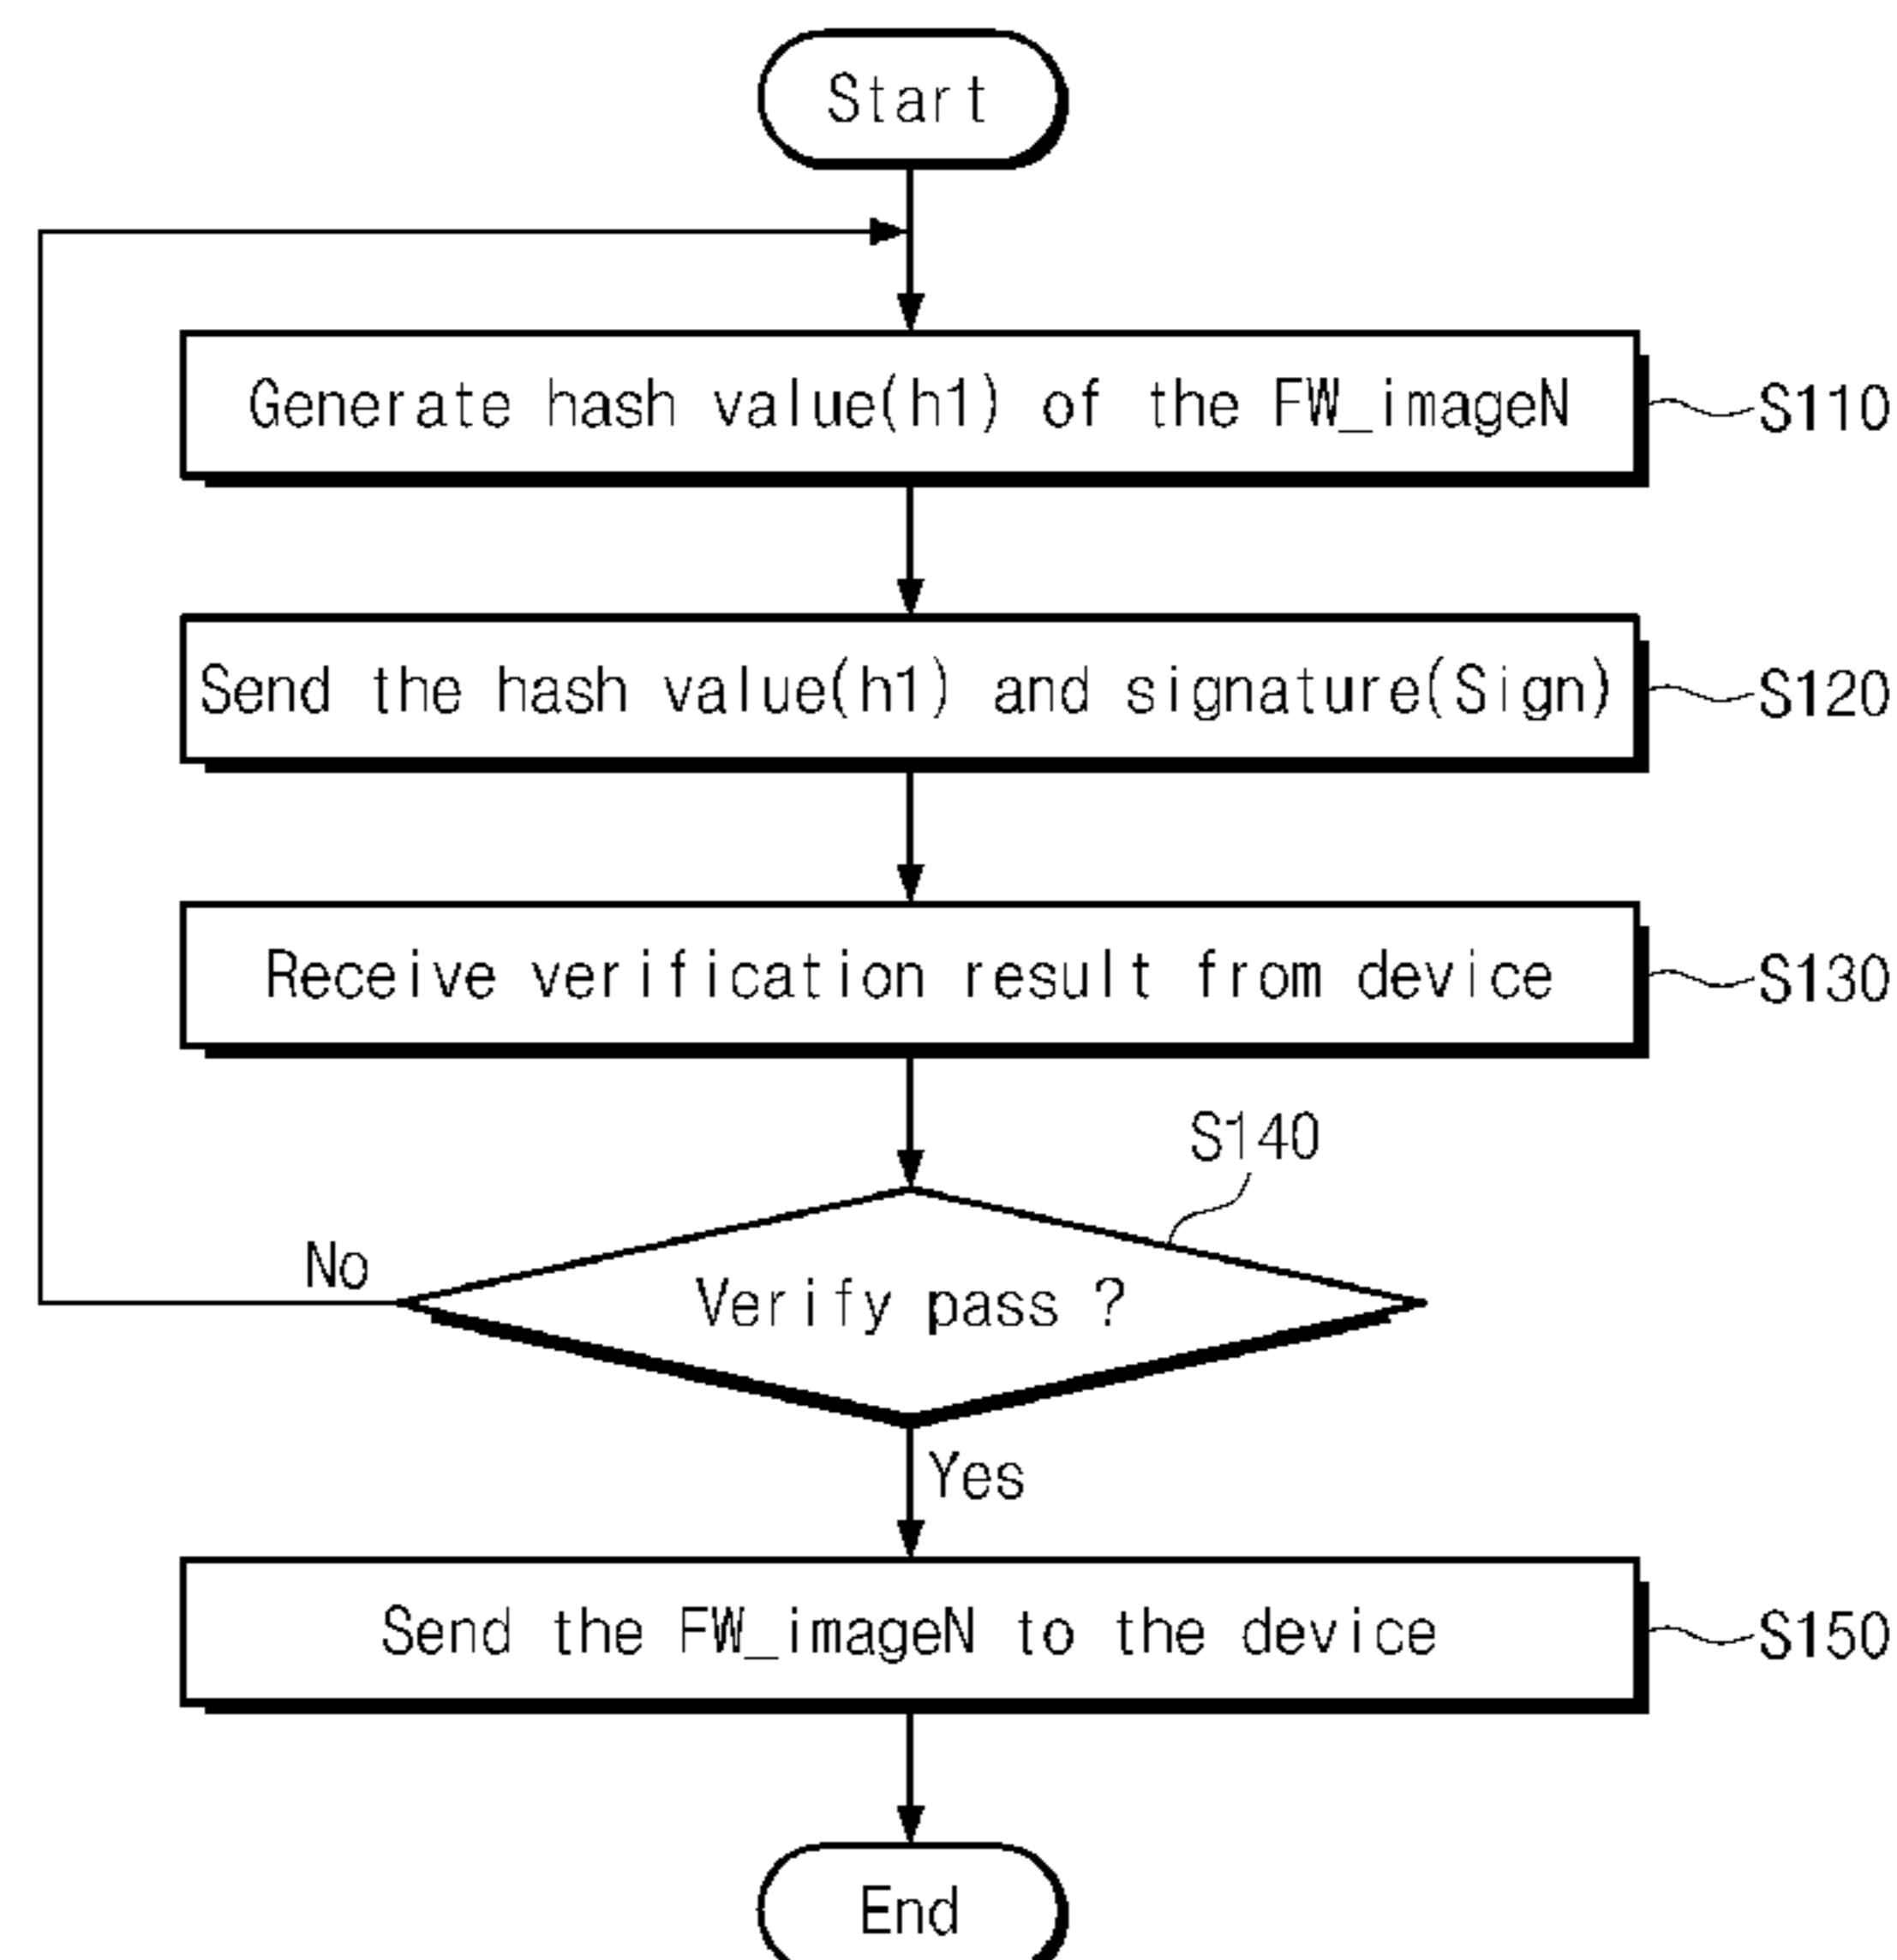 Start
Generate hash value(h1) of the FW_imageN
S110
Send the hash value(h1) and signature(Sign)
S120
Receive verification result from device
S130
S140
No
Verify pass ?
Yes
Send the FW_imageN to the device
S150
End